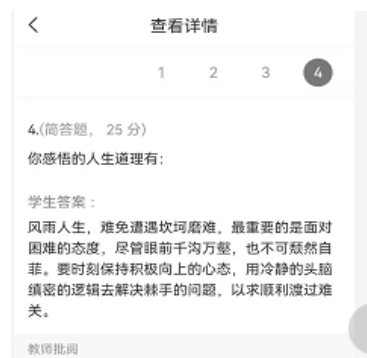 查看详情
1 2 3 4
4.(简答题， 25 分)
你感悟的人生道理有：
学生答案：
风雨人生，难免遭遇坎坷磨难，最重要的是面对
困难的态度，尽管眼前千沟万壑，也不可颓然自
菲。要时刻保持积极向上的心态，用冷静的头脑
缜密的逻辑去解决棘手的问题，以求顺利渡过难
关。
教师批阅